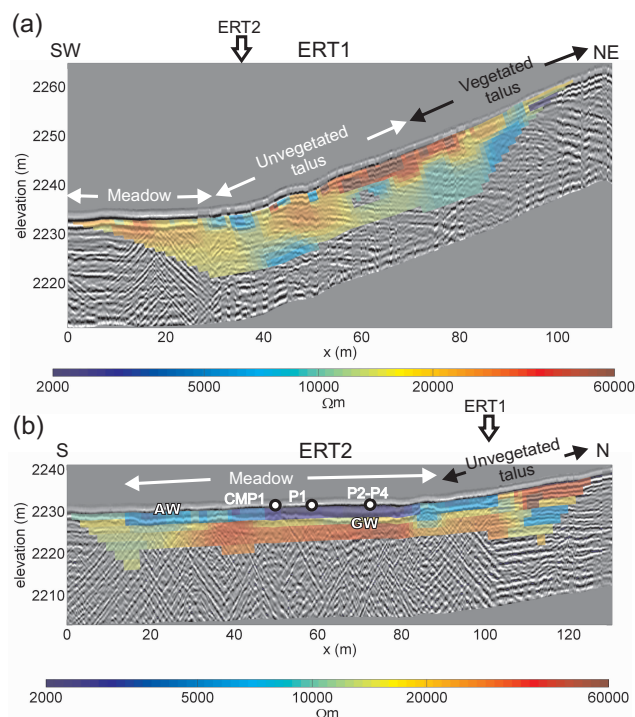 (a)
ERT2
SW
ERT1
NE
Vegetated
talus
Unvegetated
talus
Meadow
elevation (m)
2260
2250
2240
2230
2220
0 20 40 60 80 100
x (m)
2000 5000 10000 20000 60000
Ωm
ERT1
(b)
S
ERT2
N
Unvegetated
talus
Meadow
CMP1 P1 P2-P4
AW
GW
elevation (m)
2240
2230
2220
2210
0 20 40 60 80 100 120
x (m)
2000 5000 10000 20000 60000
Ωm